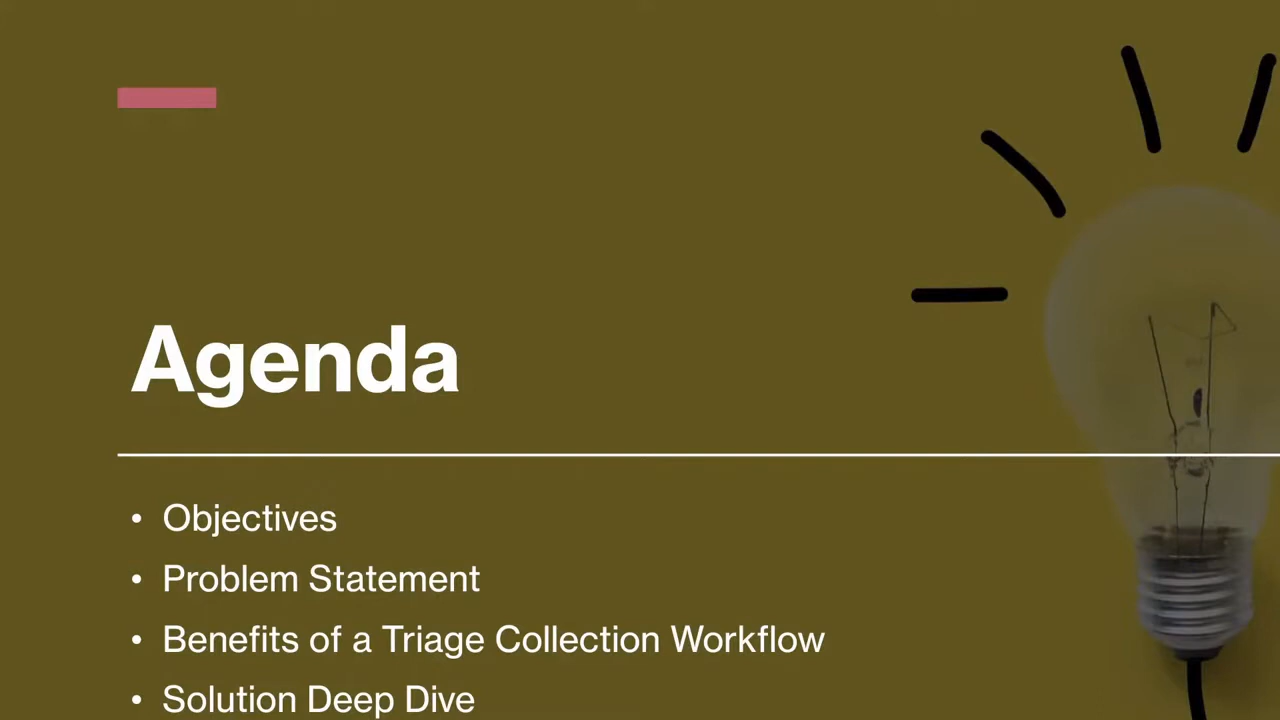 Agenda
• Objectives
• Problem Statement
• Benefits of a Triage Collection Workflow
• Solution Deep Dive